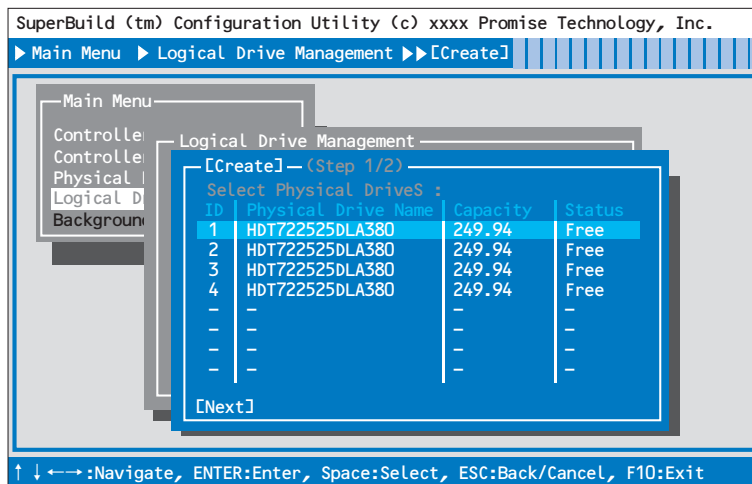 SuperBuild (tm) Configuration Utility (c) xxxx Promise Technology, Inc.
Main Menu Logical Drive Management [Create]
Main Menu
Controlle
Controlle
Physical
Logical D
Background
Logical Drive Management
[Create] (Step 1/2)
Select Physical DriveS :
ID Physical Drive Name Capacity Status
1 HDT722525DLA380 249.94 Free
2 HDT722525DLA380 249.94 Free
3 HDT722525DLA380 249.94 Free
4 HDT722525DLA380 249.94 Free
– – – –
– – – –
– – – –
– – – –
[Next]
↑ ↓ ←→ :Navigate, ENTER:Enter, Space:Select, ESC:Back/Cancel, F10:Exit